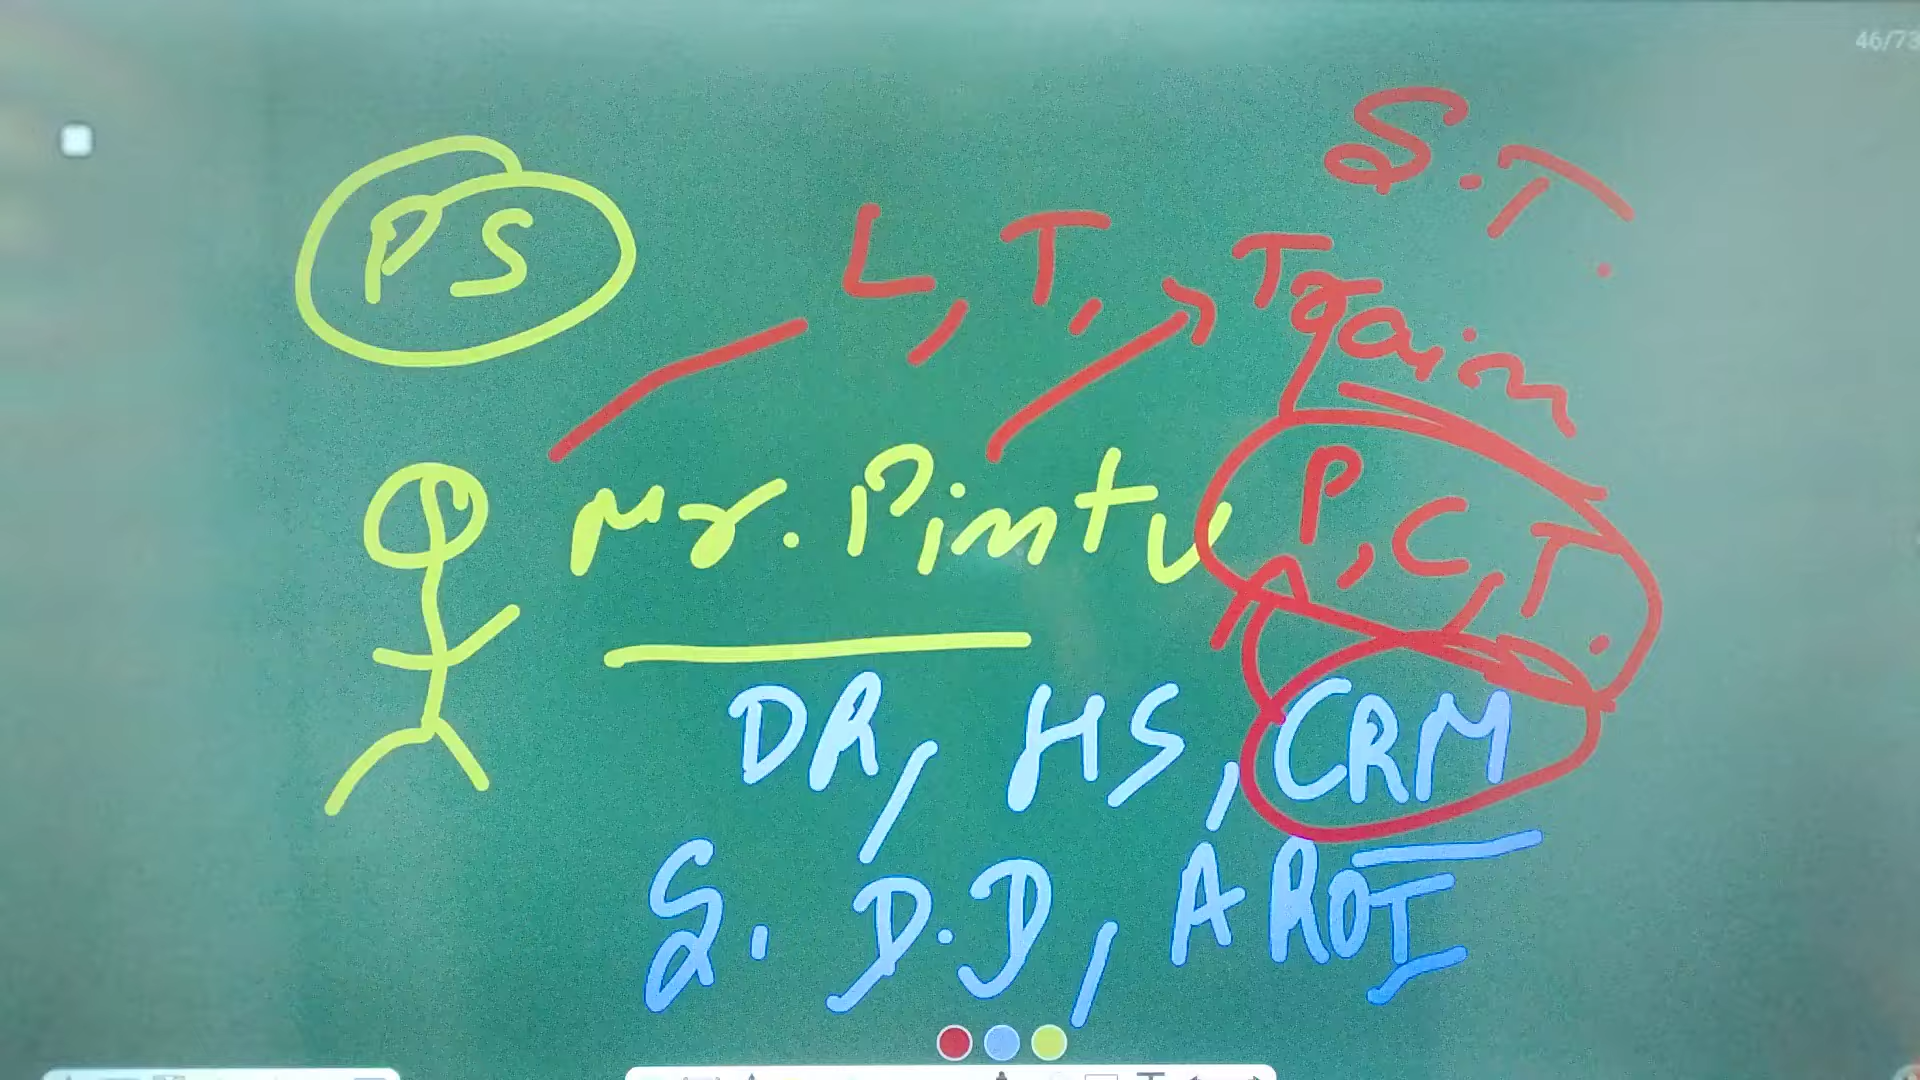 46/73
S.T.
PS
L, T, Train
Mr. Pintu
P, C, T.
DR, HS, CRM
S. D.D, AROI